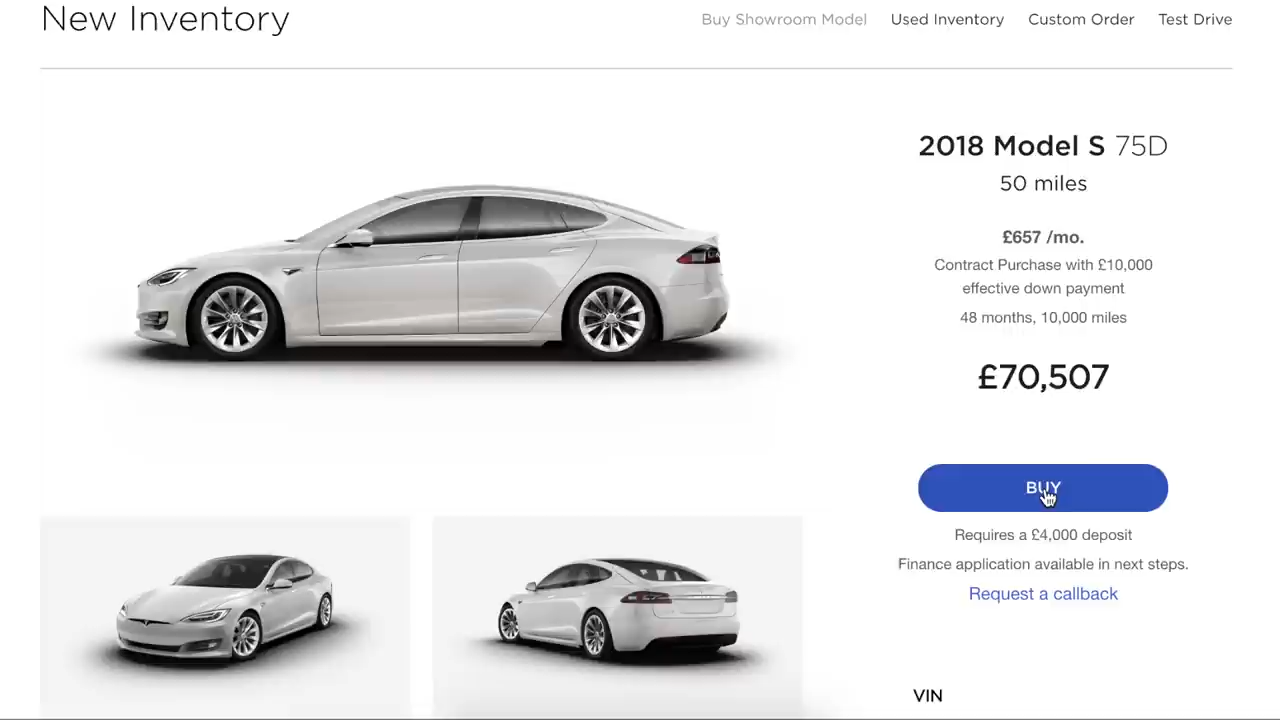 New Inventory
Buy Showroom Model Used Inventory Custom Order Test Drive
2018 Model S 75D
50 miles
£657 /mo.
Contract Purchase with £10,000
effective down payment
48 months, 10,000 miles
£70,507
BUY
Requires a £4,000 deposit
Finance application available in next steps.
Request a callback
VIN